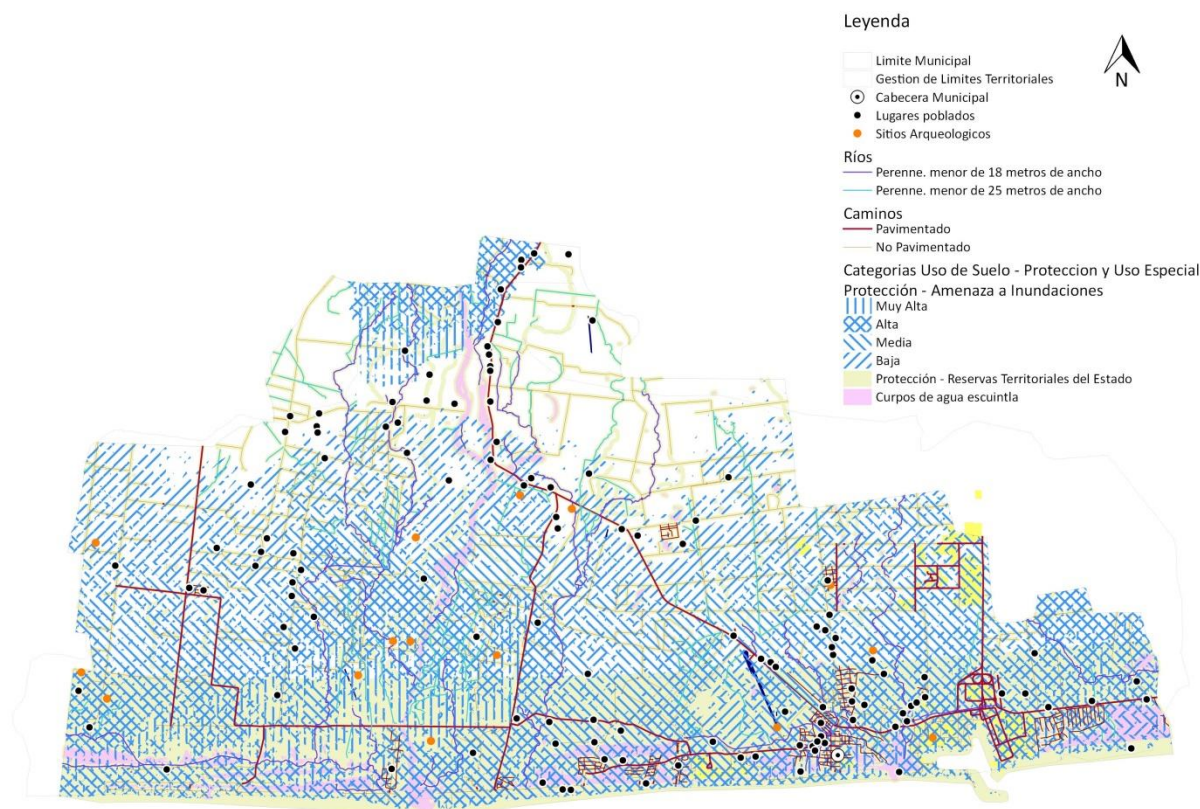 Leyenda
N
Limite Municipal
Gestion de Limites Territoriales
Cabecera Municipal
Lugares poblados
Sitios Arqueologicos
Ríos
Perenne. menor de 18 metros de ancho
Perenne. menor de 25 metros de ancho
Caminos
Pavimentado
No Pavimentado
Categorias Uso de Suelo - Proteccion y Uso Especial
Protección - Amenaza a Inundaciones
Muy Alta
Alta
Media
Baja
Protección - Reservas Territoriales del Estado
Curpos de agua escuintla